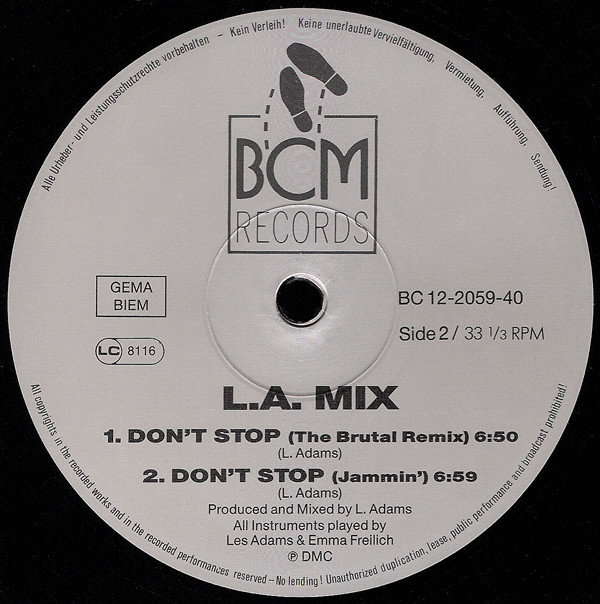 Alle Urheber- und Leistungsschutzrechte vorbehalten – Kein Verleih! Keine unerlaubte Vervielfältigung, Vermietung, Aufführung, Sendung!
BCM
RECORDS
GEMA
BIEM
BC 12-2059-40
LC 8116
Side 2 / 33 1/3 RPM
L.A. MIX
1. DON'T STOP (The Brutal Remix) 6:50
(L. Adams)
2. DON'T STOP (Jammin') 6:59
(L. Adams)
Produced and Mixed by L. Adams
All Instruments played by
Les Adams & Emma Freilich
℗ DMC
All copyrights in the recorded works and in the recorded performances reserved – No lending! Unauthorized duplication, lease, public performance and broadcast prohibited!